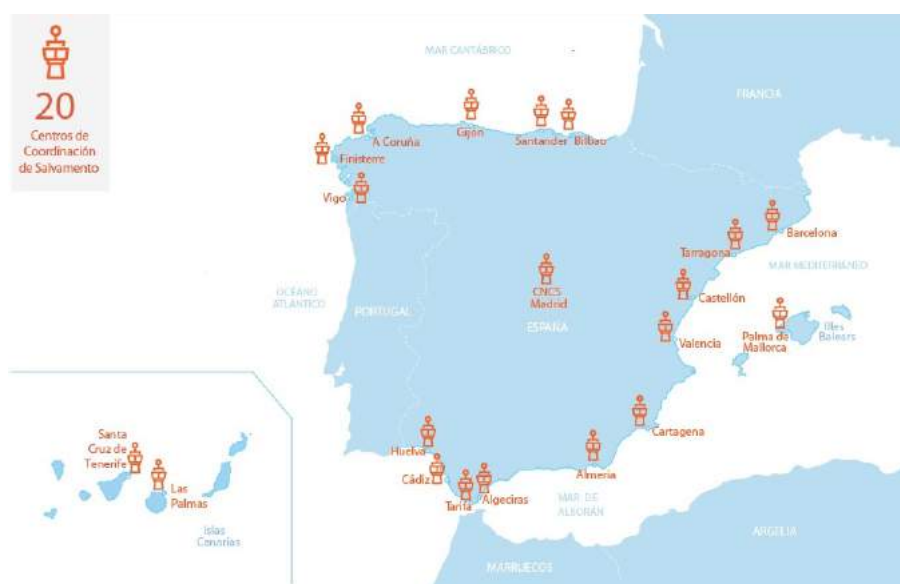 20
Centros de
Coordinación
de Salvamento
MAR CANTÁBRICO
FRANCIA
A Coruña
Gijón
Santander
Bilbao
Finisterre
Vigo
Barcelona
Tarragona
MAR MEDITERRÁNEO
CNCS
Madrid
Castellón
OCÉANO
ATLÁNTICO
PORTUGAL
ESPAÑA
Valencia
Palma de
Mallorca
Illes
Balears
Cartagena
Huelva
Almería
Cádiz
Tarifa
Algeciras
MAR DE
ALBORÁN
Santa
Cruz de
Tenerife
Las
Palmas
Islas
Canarias
ARGELIA
MARRUECOS